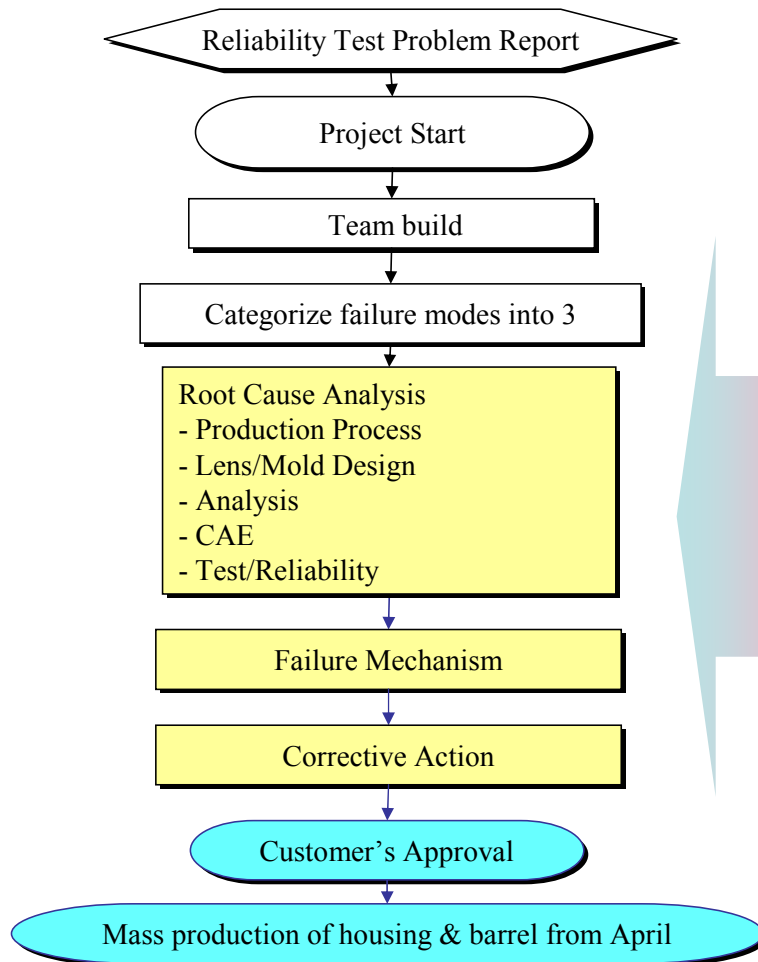 Reliability Test Problem Report
Project Start
Team build
Categorize failure modes into 3
Root Cause Analysis
- Production Process
- Lens/Mold Design
- Analysis
- CAE
- Test/Reliability
Failure Mechanism
Corrective Action
Customer’s Approval
Mass production of housing & barrel from April